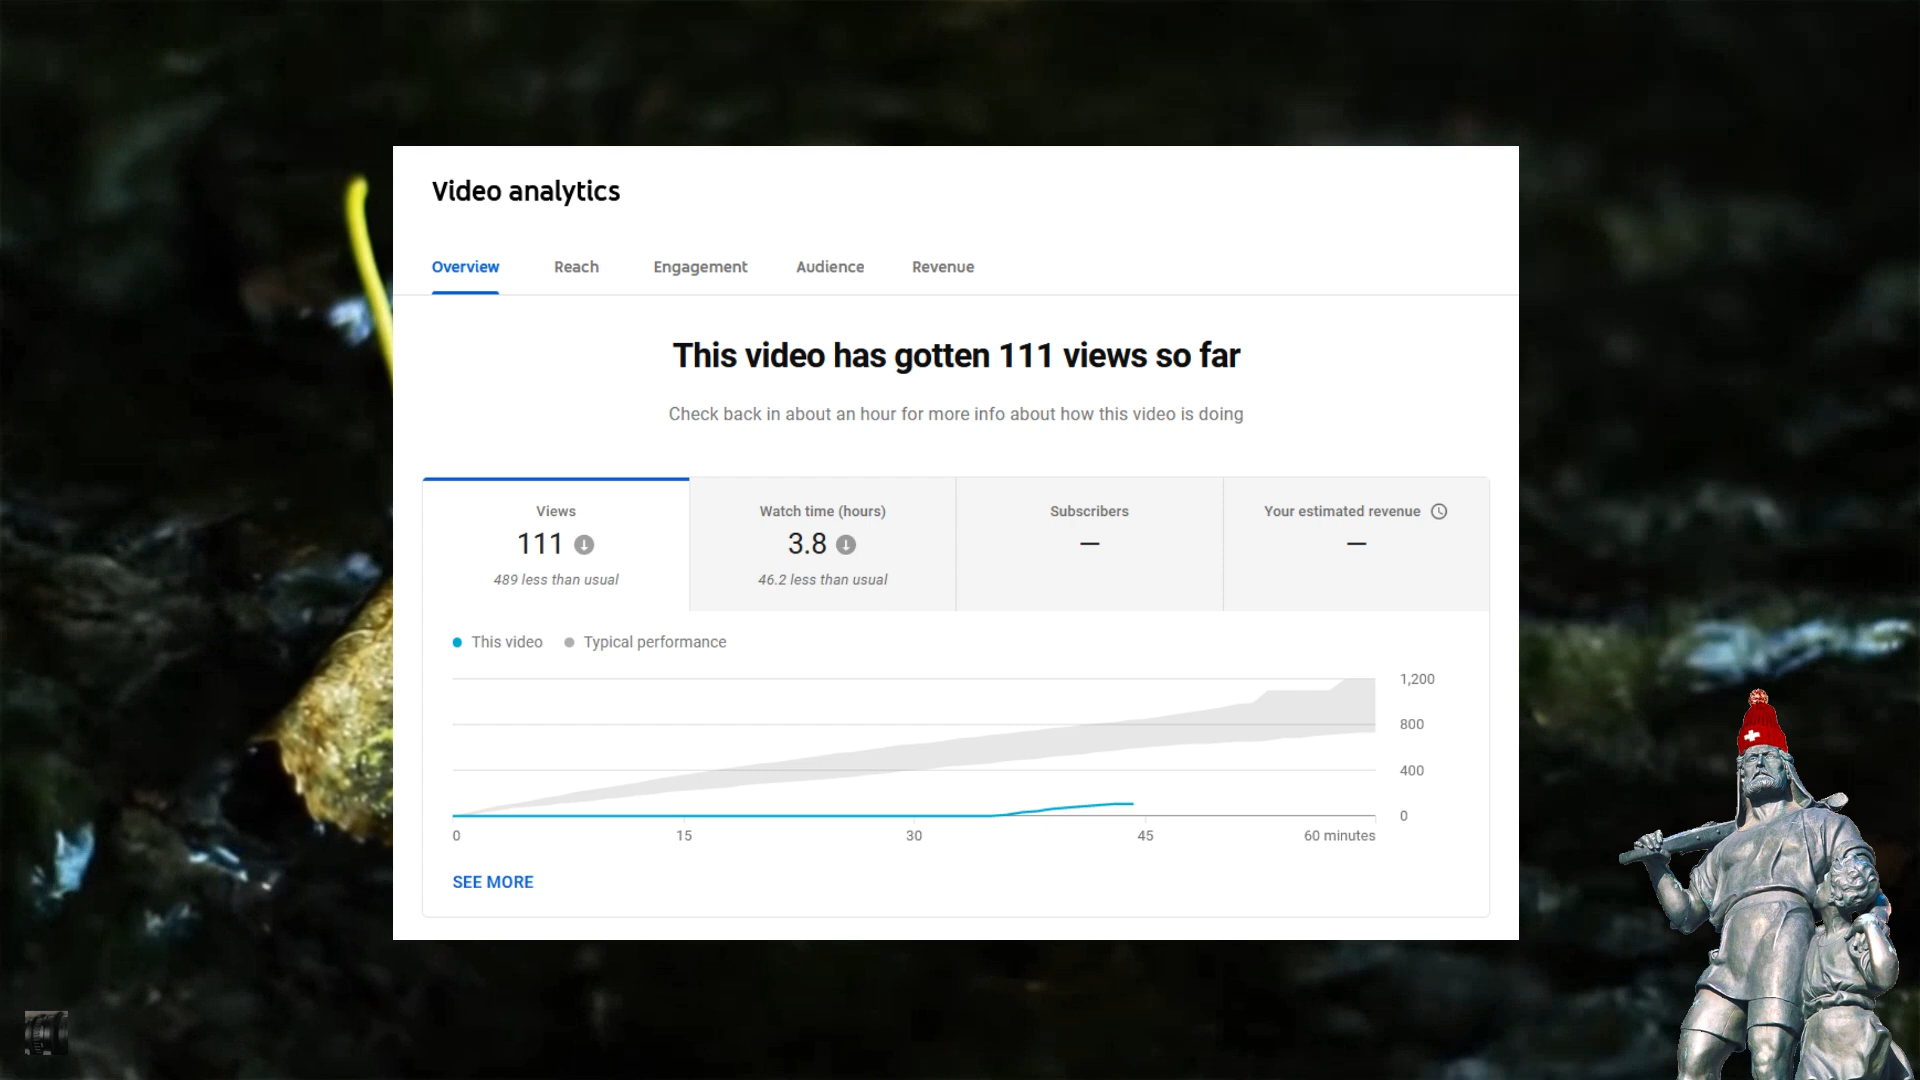 Video analytics
Overview Reach Engagement Audience Revenue
This video has gotten 111 views so far
Check back in about an hour for more info about how this video is doing
Views
111
489 less than usual
Watch time (hours)
3.8
46.2 less than usual
Subscribers
—
Your estimated revenue
—
This video Typical performance
1,200
800
400
0
0 15 30 45 60 minutes
SEE MORE